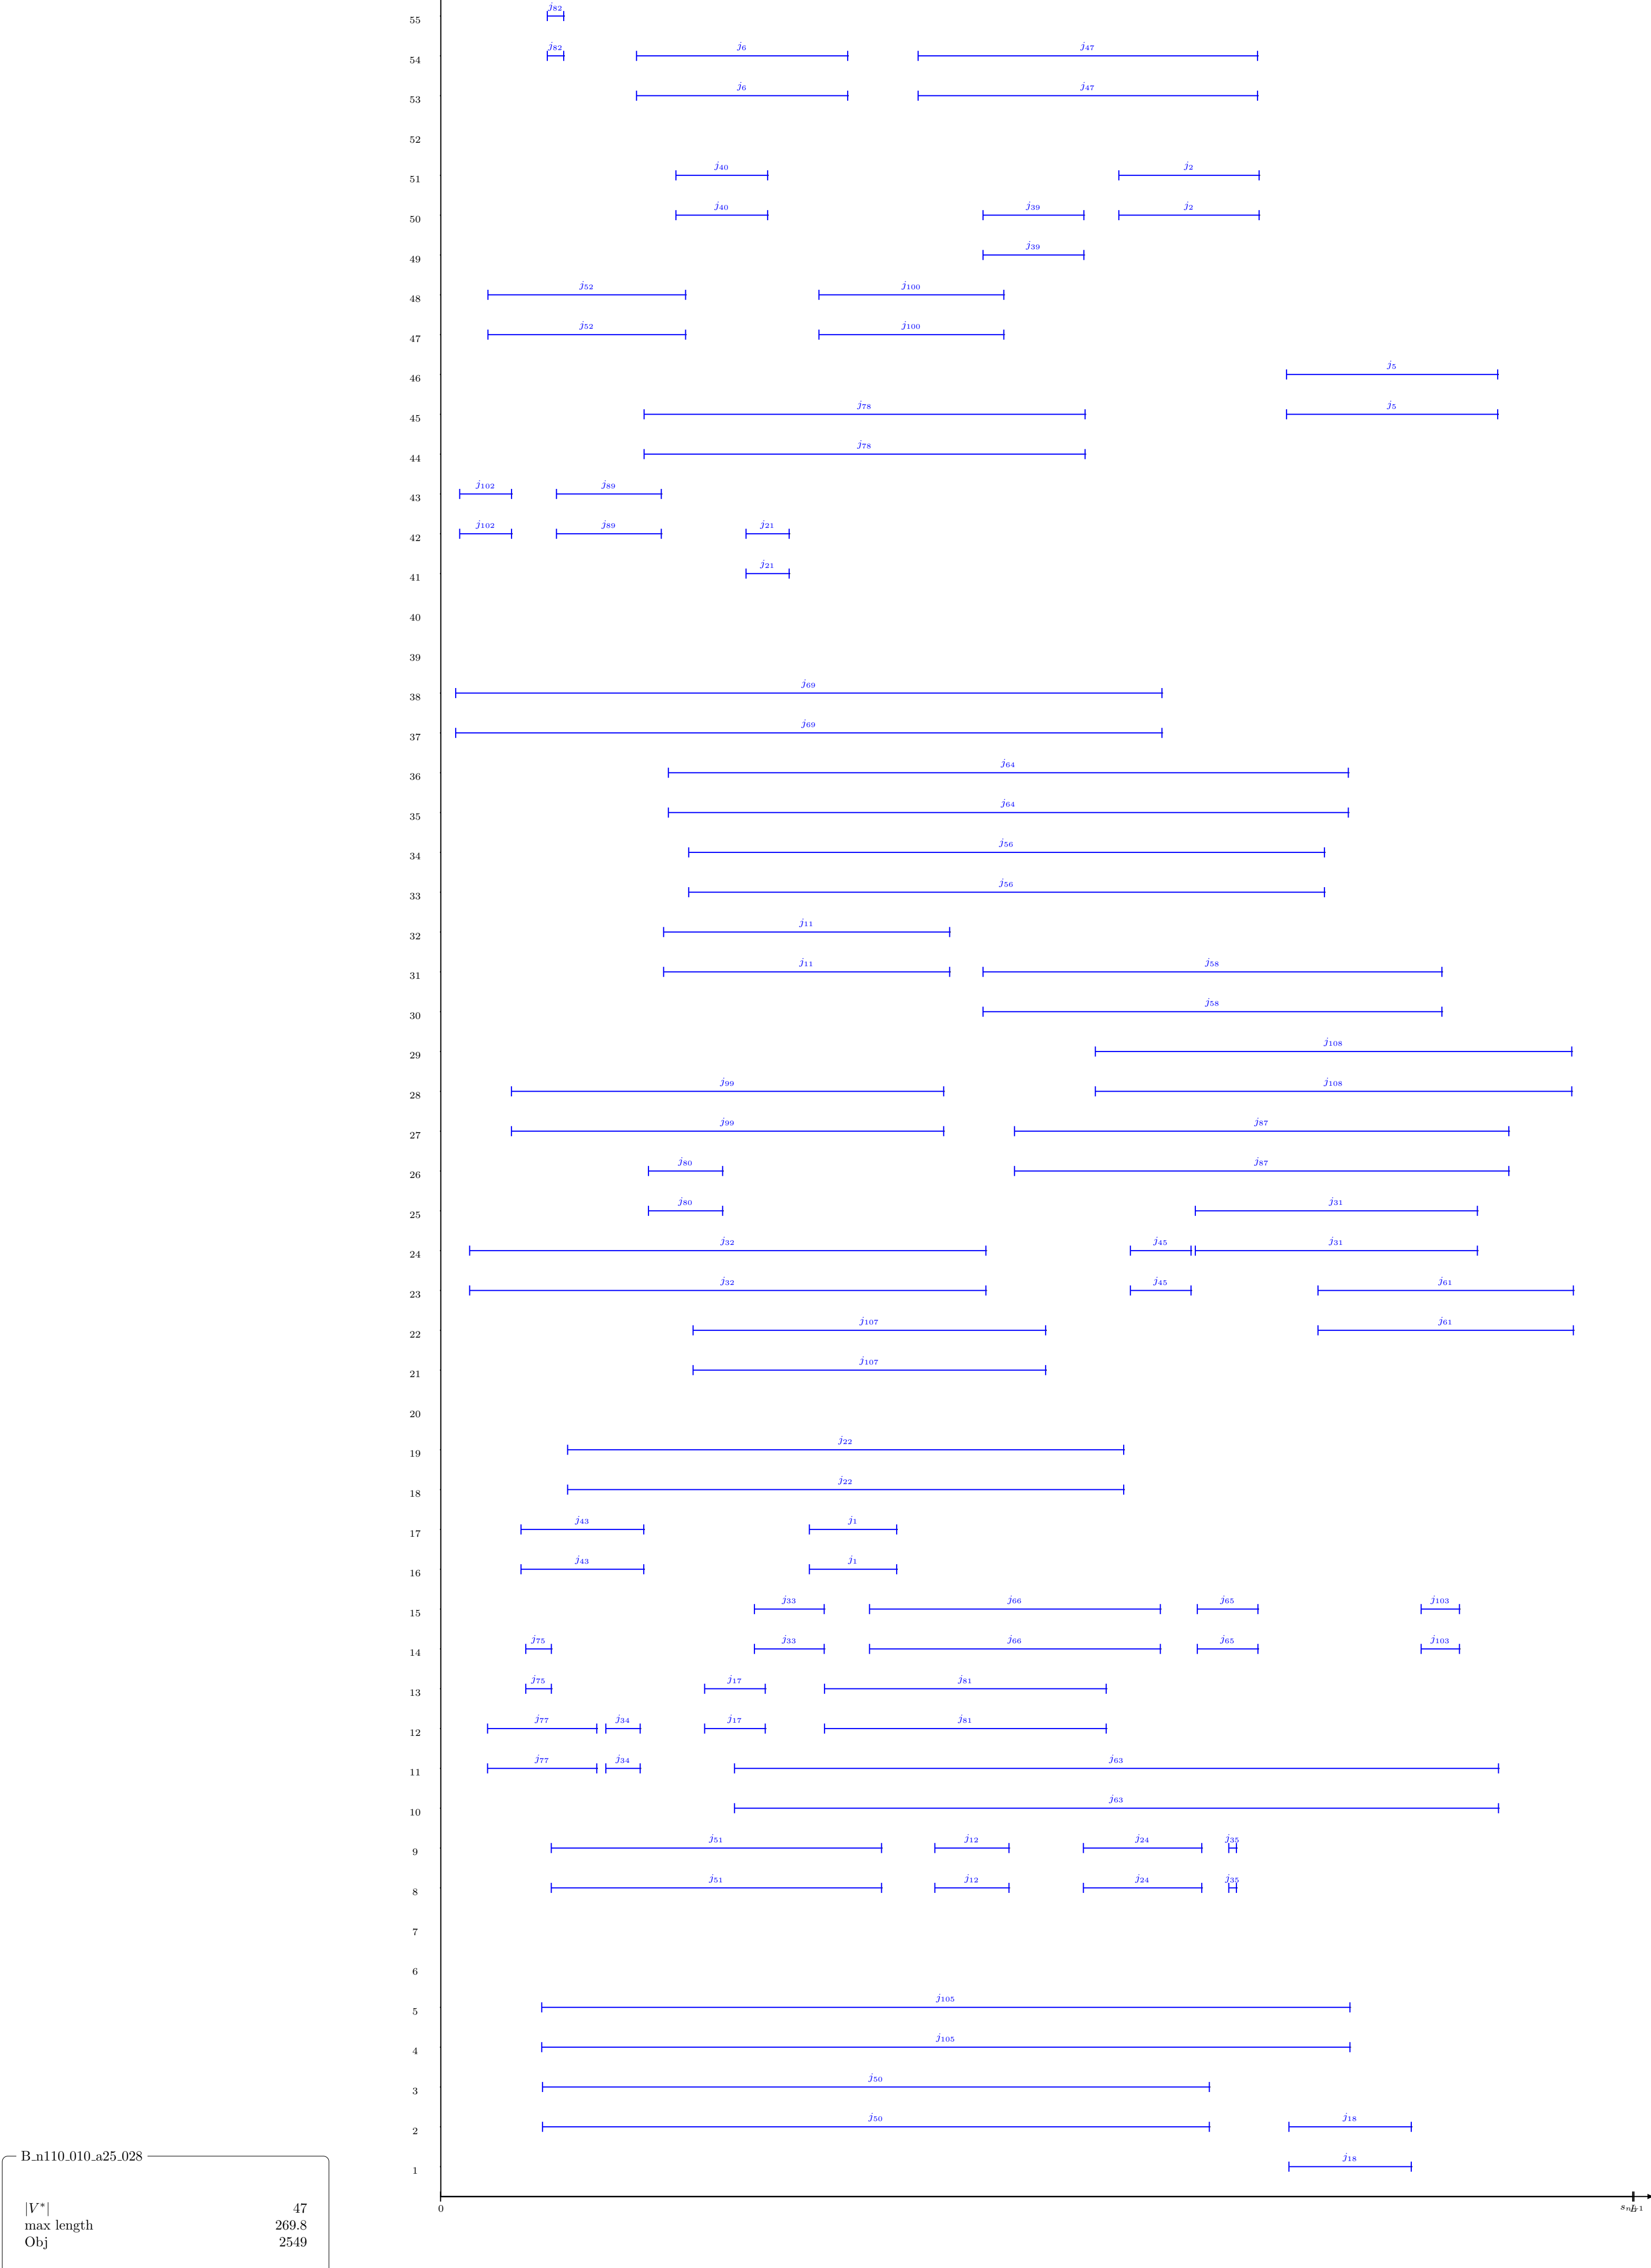 55 j82
54 j82 j6 j47
53 j6 j47
52
51 j40 j2
50 j40 j39 j2
49 j39
48 j52 j100
47 j52 j100
46 j5
45 j78 j5
44 j78
43 j102 j89
42 j102 j89 j21
41 j21
40
39
38 j69
37 j69
36 j64
35 j64
34 j56
33 j56
32 j11
31 j11 j58
30 j58
29 j108
28 j99 j108
27 j99 j87
26 j80 j87
25 j80 j31
24 j32 j45 j31
23 j32 j45 j61
22 j107 j61
21 j107
20
19 j22
18 j22
17 j43 j1
16 j43 j1
15 j33 j66 j65 j103
14 j75 j33 j66 j65 j103
13 j75 j17 j81
12 j77 j34 j17 j81
11 j77 j34 j63
10 j63
9 j51 j12 j24 j35
8 j51 j12 j24 j35
7
6
5 j105
4 j105
3 j50
2 j50 j18
1 j18
0
B_n110_010_a25_028
|V*| 47
max length 269.8
Obj 2549